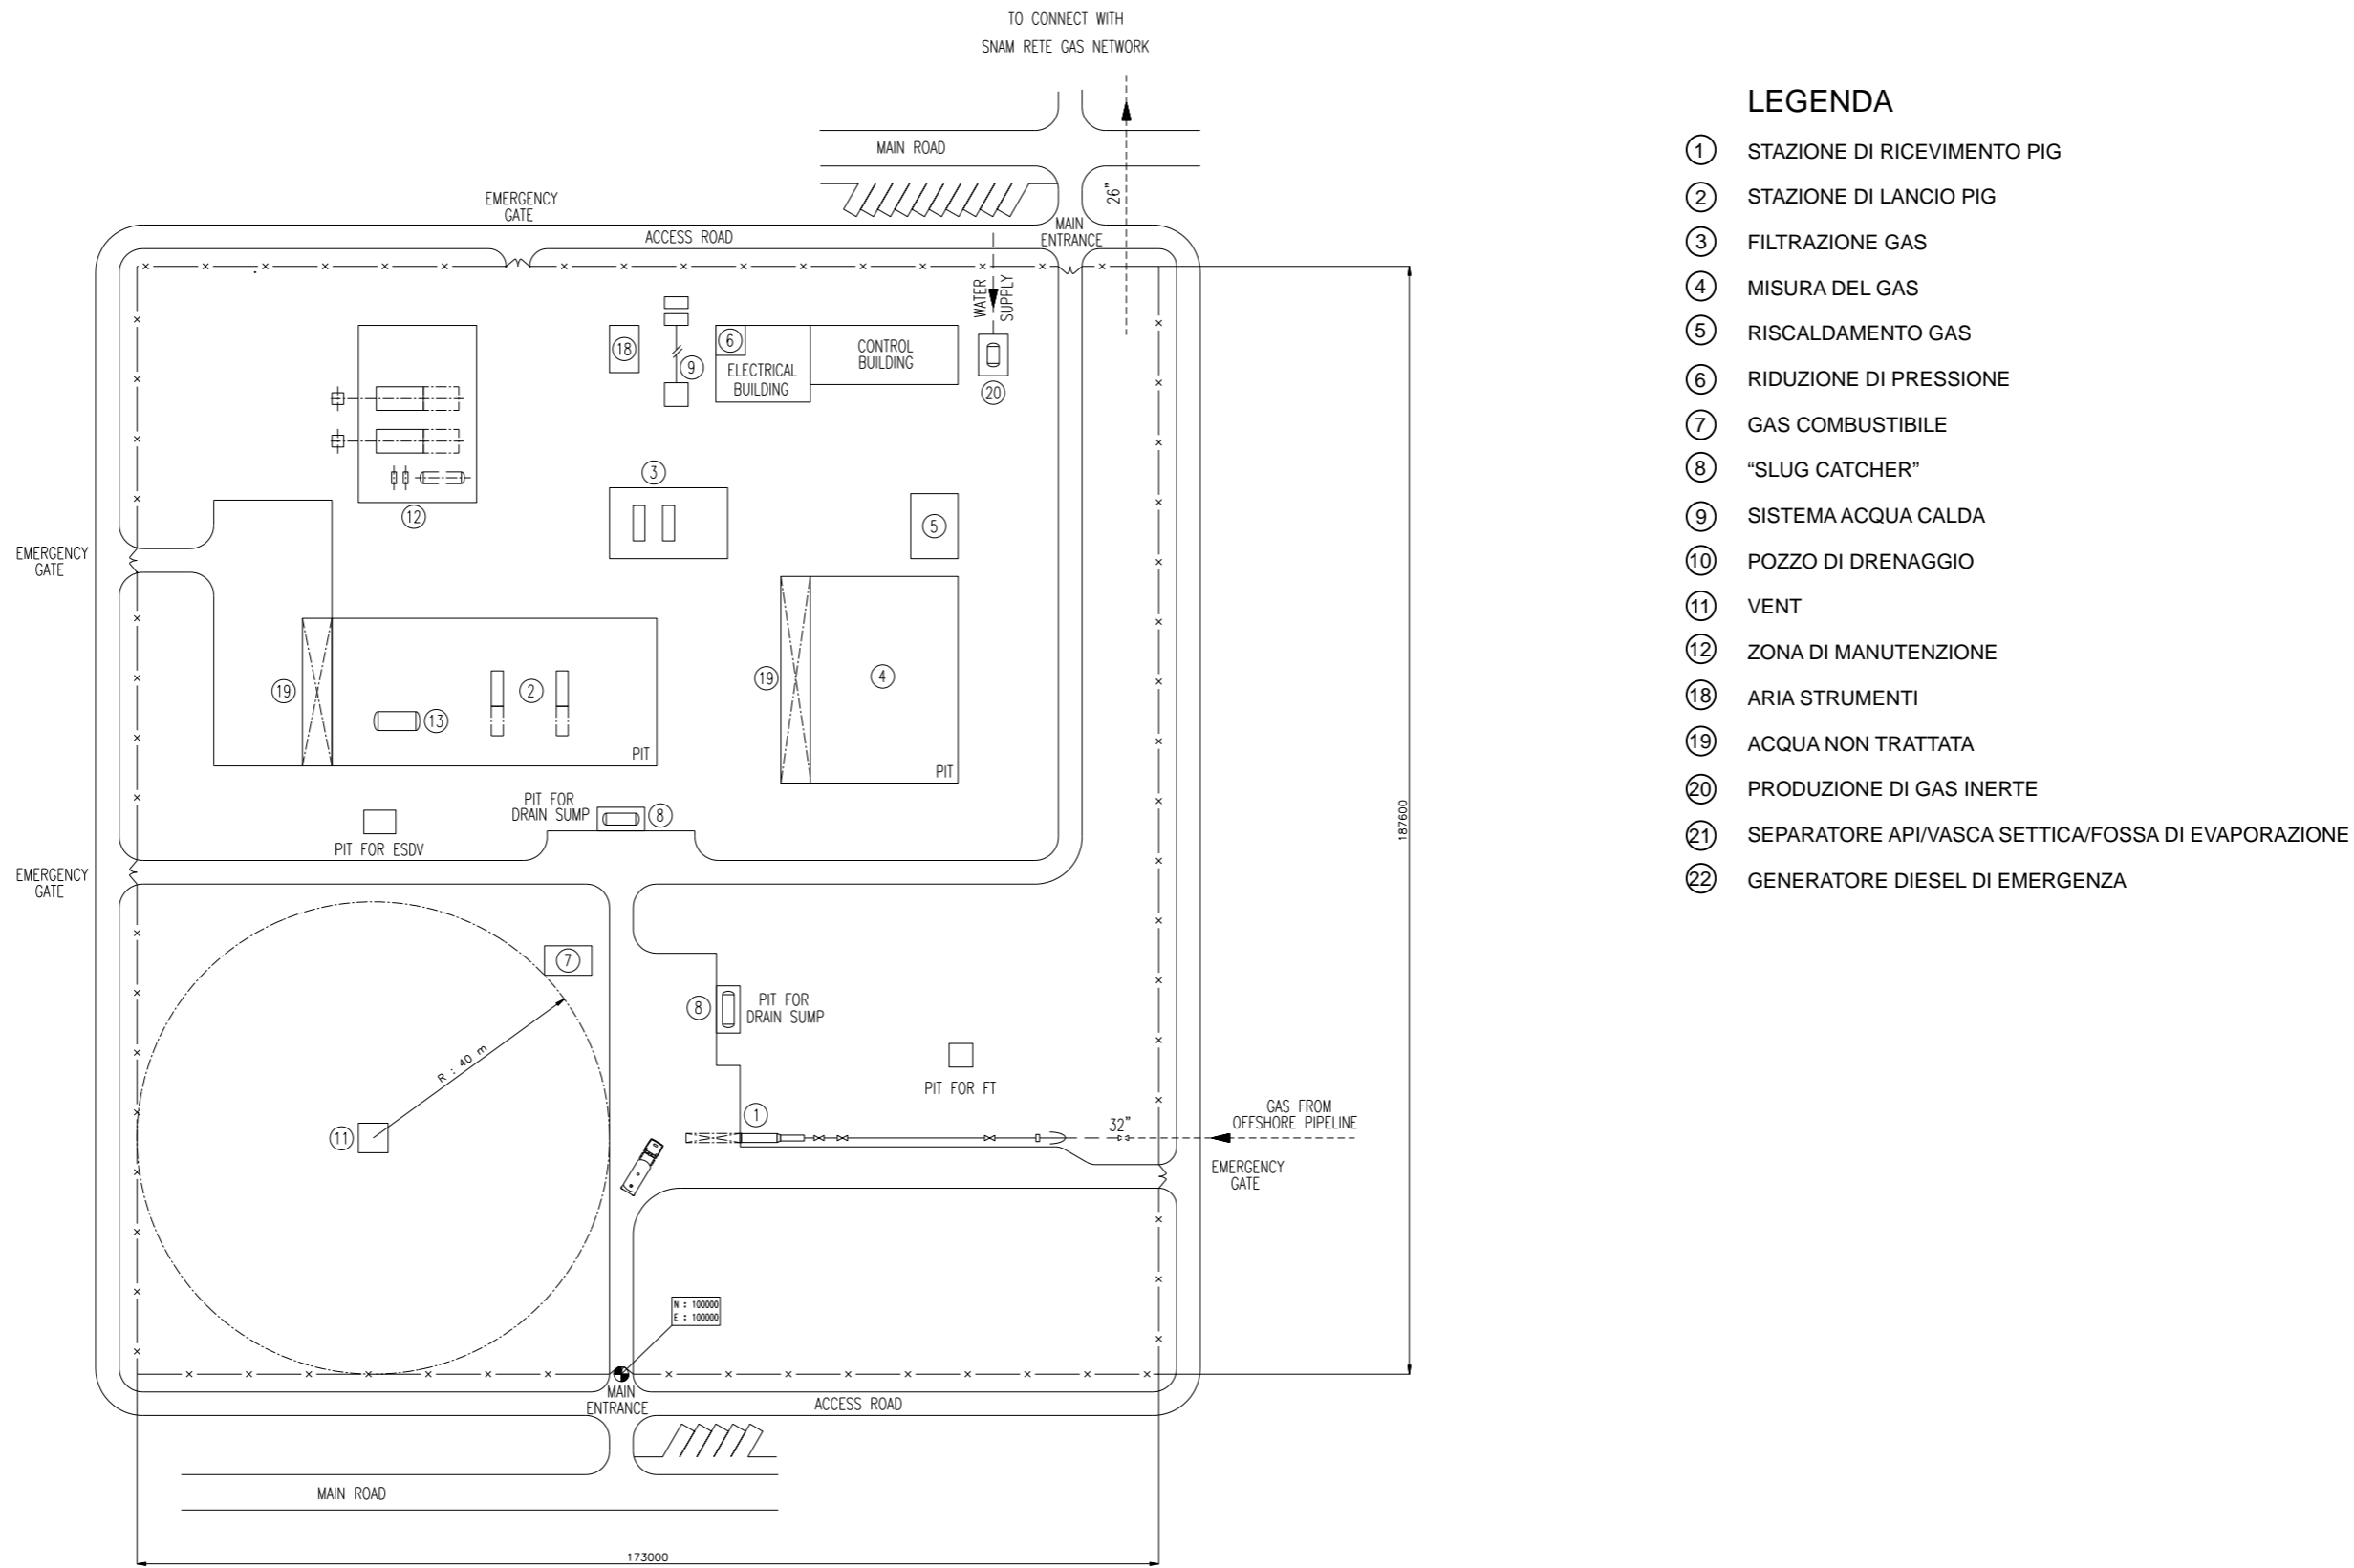 TO CONNECT WITH
SNAM RETE GAS NETWORK
MAIN ROAD
26"
EMERGENCY
GATE
ACCESS ROAD
MAIN
ENTRANCE
WATER
SUPPLY
18
9
6
ELECTRICAL
BUILDING
CONTROL
BUILDING
20
12
3
5
EMERGENCY
GATE
19
13
2
PIT
19
4
PIT
PIT FOR
DRAIN SUMP
8
PIT FOR ESDV
187600
EMERGENCY
GATE
7
R : 40 m
8
PIT FOR
DRAIN SUMP
PIT FOR FT
11
1
32"
GAS FROM
OFFSHORE PIPELINE
EMERGENCY
GATE
N : 100000
E : 100000
MAIN
ENTRANCE
ACCESS ROAD
MAIN ROAD
173000
LEGENDA
1 STAZIONE DI RICEVIMENTO PIG
2 STAZIONE DI LANCIO PIG
3 FILTRAZIONE GAS
4 MISURA DEL GAS
5 RISCALDAMENTO GAS
6 RIDUZIONE DI PRESSIONE
7 GAS COMBUSTIBILE
8 “SLUG CATCHER”
9 SISTEMA ACQUA CALDA
10 POZZO DI DRENAGGIO
11 VENT
12 ZONA DI MANUTENZIONE
18 ARIA STRUMENTI
19 ACQUA NON TRATTATA
20 PRODUZIONE DI GAS INERTE
21 SEPARATORE API/VASCA SETTICA/FOSSA DI EVAPORAZIONE
22 GENERATORE DIESEL DI EMERGENZA